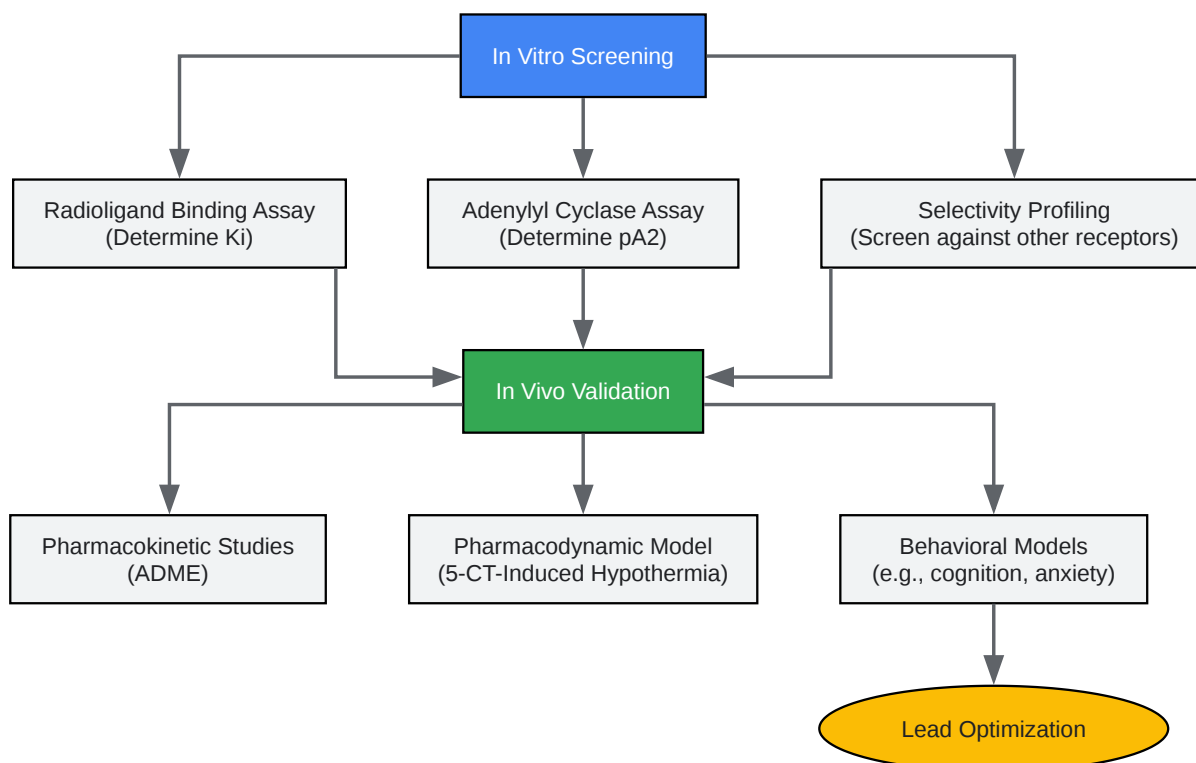 In Vitro Screening
Radioligand Binding Assay
(Determine Ki)
Adenylyl Cyclase Assay
(Determine pA2)
Selectivity Profiling
(Screen against other receptors)
In Vivo Validation
Pharmacokinetic Studies
(ADME)
Pharmacodynamic Model
(5-CT-Induced Hypothermia)
Behavioral Models
(e.g., cognition, anxiety)
Lead Optimization